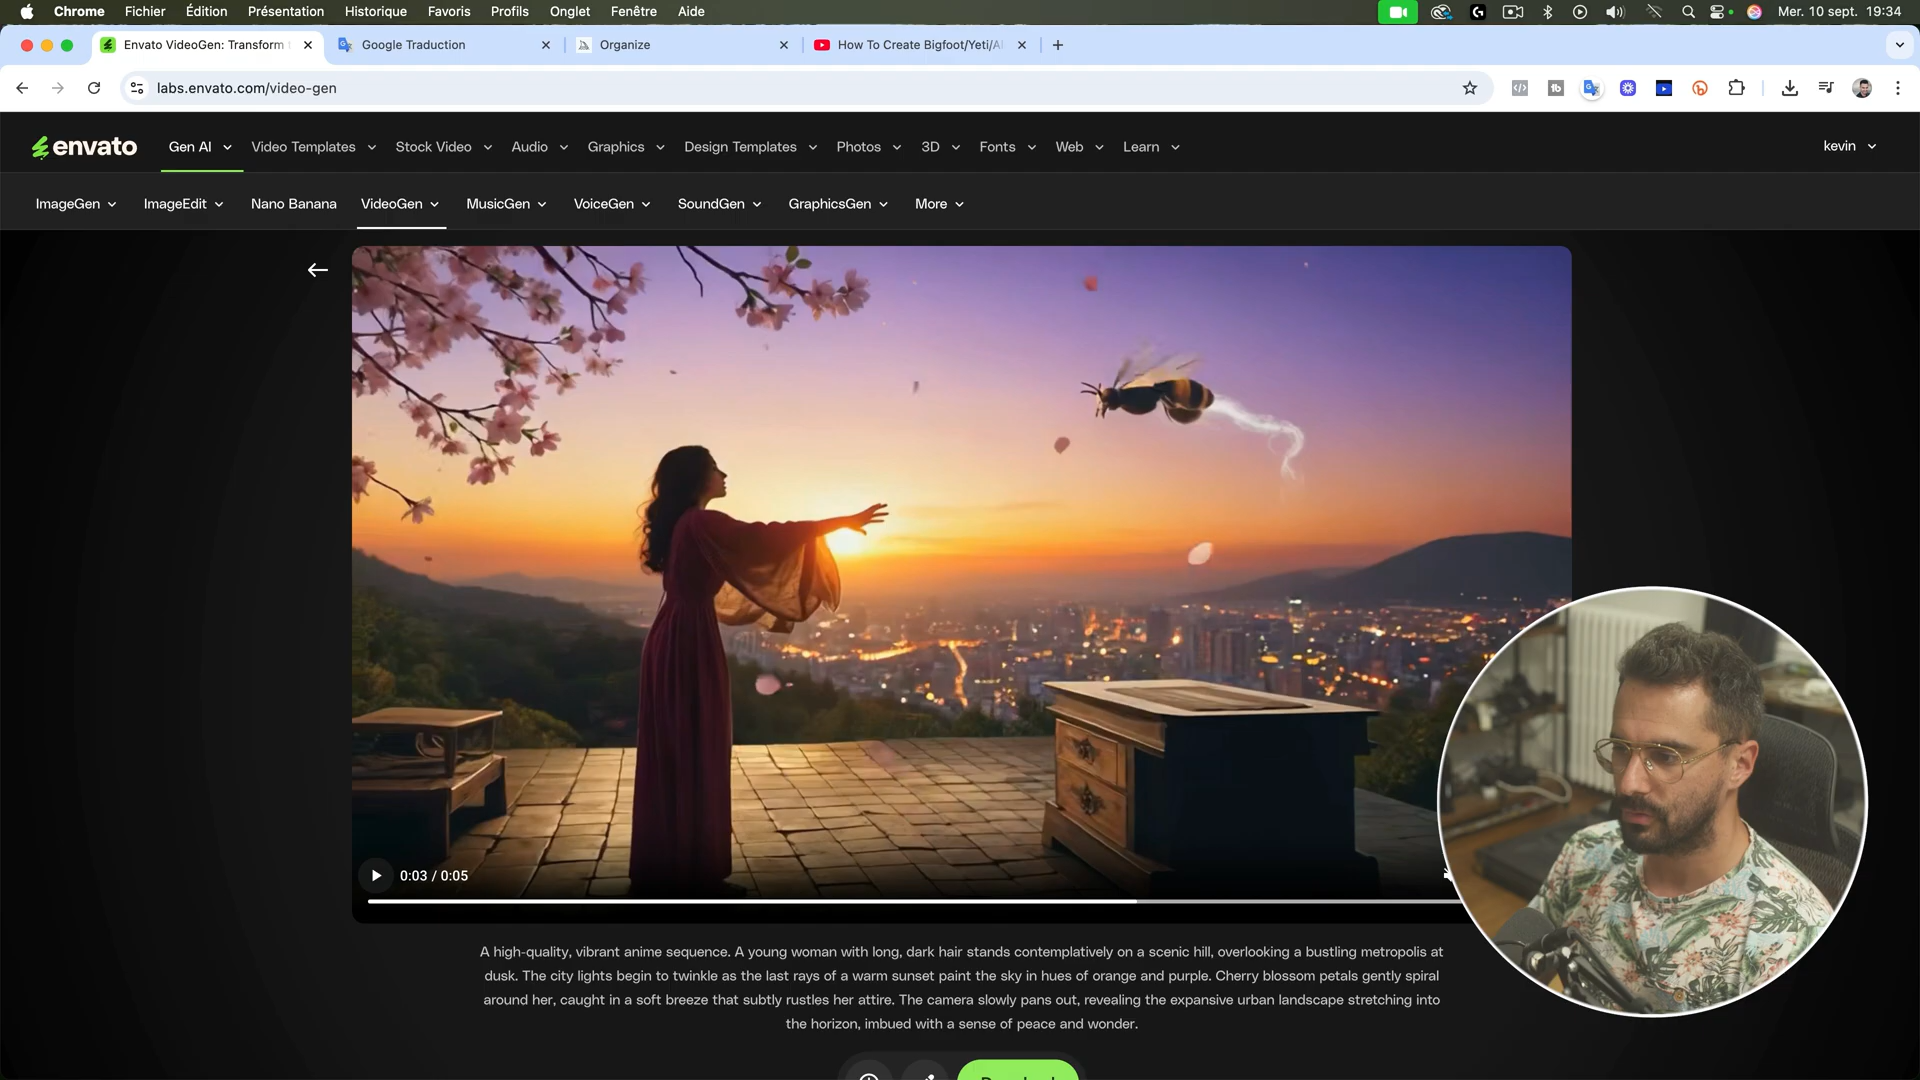 Chrome Fichier Édition Présentation Historique Favoris Profils Onglet Fenêtre Aide Mer. 10 sept. 19:34
Envato VideoGen: Transform Google Traduction Organize How To Create Bigfoot/Yeti/A
labs.envato.com/video-gen
envato Gen AI Video Templates Stock Video Audio Graphics Design Templates Photos 3D Fonts Web Learn kevin
ImageGen ImageEdit Nano Banana VideoGen MusicGen VoiceGen SoundGen GraphicsGen More
0:03 / 0:05
A high-quality, vibrant anime sequence. A young woman with long, dark hair stands contemplatively on a scenic hill, overlooking a bustling metropolis at
dusk. The city lights begin to twinkle as the last rays of a warm sunset paint the sky in hues of orange and purple. Cherry blossom petals gently spiral
around her, caught in a soft breeze that subtly rustles her attire. The camera slowly pans out, revealing the expansive urban landscape stretching into
the horizon, imbued with a sense of peace and wonder.